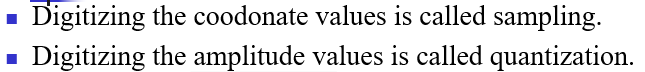 Digitizing the coodonate values is called sampling.
Digitizing the amplitude values is called quantization.